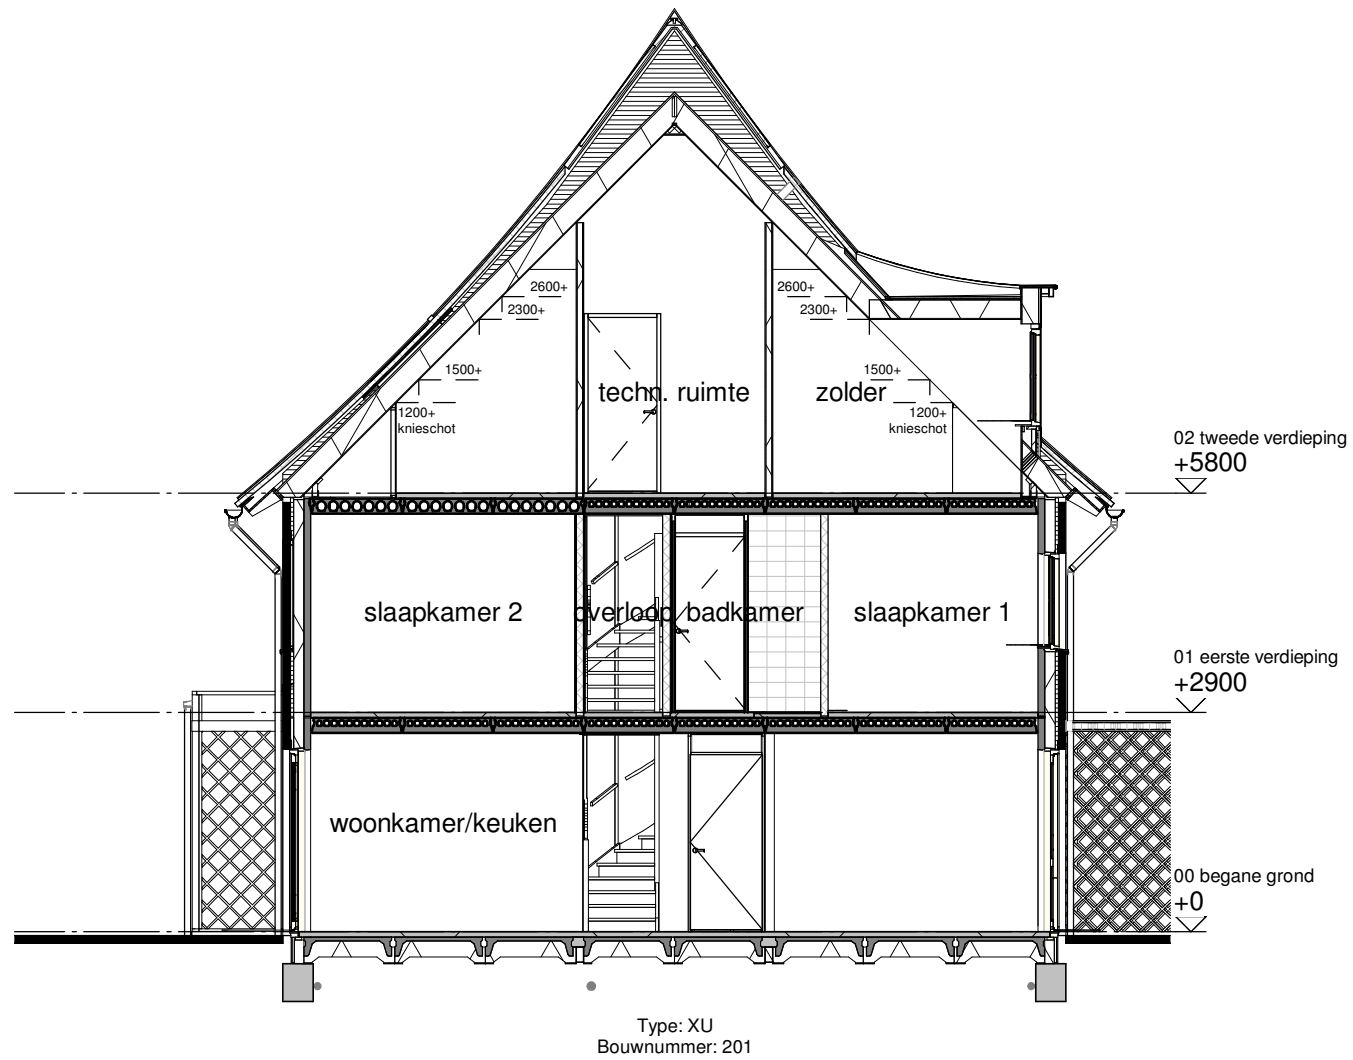 2600+
2600+
2300+
2300+
1500+
1500+
techn. ruimte
zolder
1200+
knieschot
1200+
knieschot
02 tweede verdieping
+5800
slaapkamer 2
overloop
badkamer
slaapkamer 1
01 eerste verdieping
+2900
woonkamer/keuken
00 begane grond
+0
Type: XU
Bouwnummer: 201